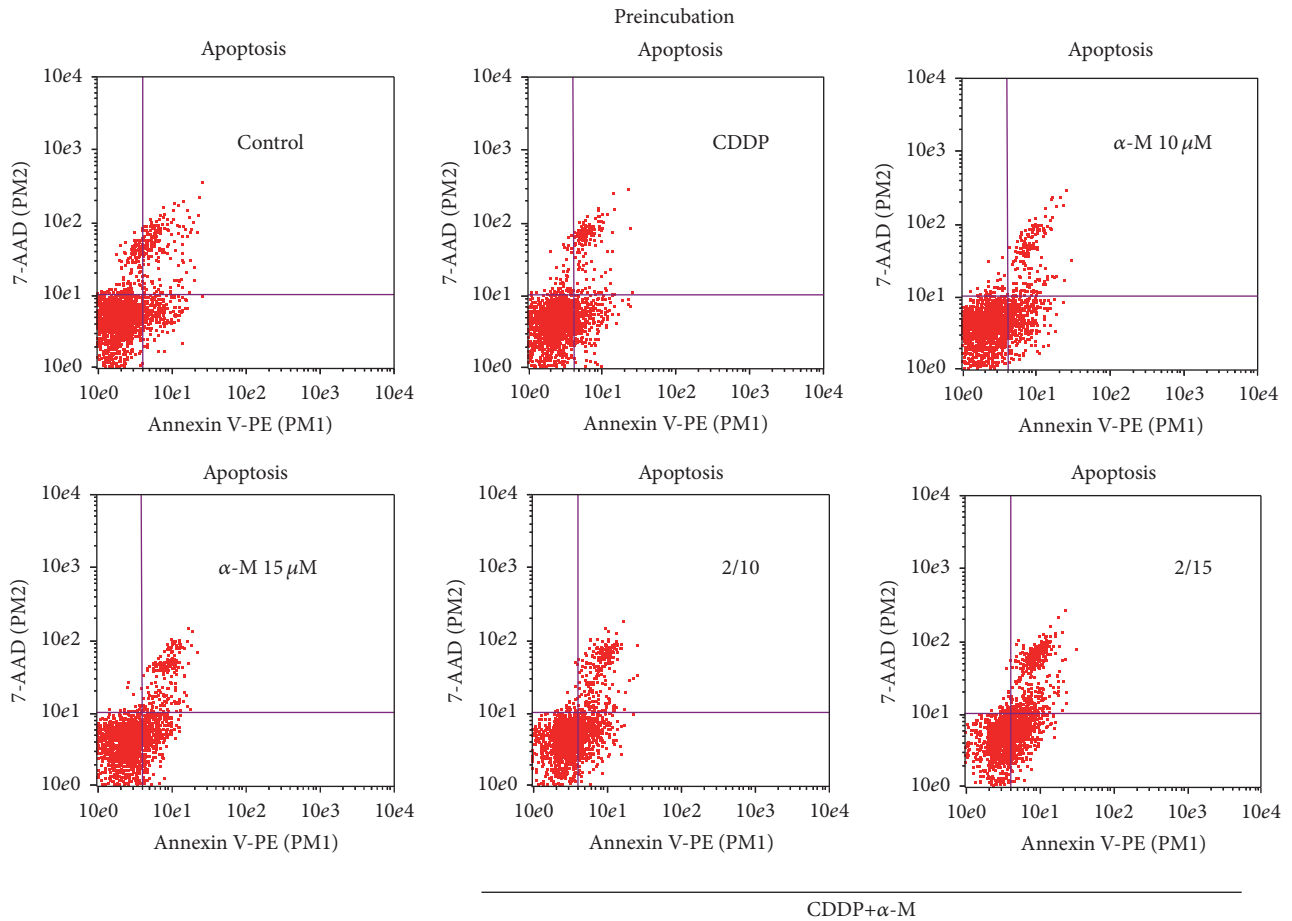 Preincubation
Apoptosis
Apoptosis
Apoptosis
10e4
10e3
10e2
10e1
10e0
7-AAD (PM2)
Control
10e0 10e1 10e2 10e3 10e4
Annexin V-PE (PM1)
10e4
10e3
10e2
10e1
10e0
7-AAD (PM2)
CDDP
10e0 10e1 10e2 10e3 10e4
Annexin V-PE (PM1)
10e4
10e3
10e2
10e1
10e0
7-AAD (PM2)
α-M 10 μM
10e0 10e1 10e2 10e3 10e4
Annexin V-PE (PM1)
Apoptosis
Apoptosis
Apoptosis
10e4
10e3
10e2
10e1
10e0
7-AAD (PM2)
α-M 15 μM
10e0 10e1 10e2 10e3 10e4
Annexin V-PE (PM1)
10e4
10e3
10e2
10e1
10e0
7-AAD (PM2)
2/10
10e0 10e1 10e2 10e3 10e4
Annexin V-PE (PM1)
10e4
10e3
10e2
10e1
10e0
7-AAD (PM2)
2/15
10e0 10e1 10e2 10e3 10e4
Annexin V-PE (PM1)
CDDP+α-M